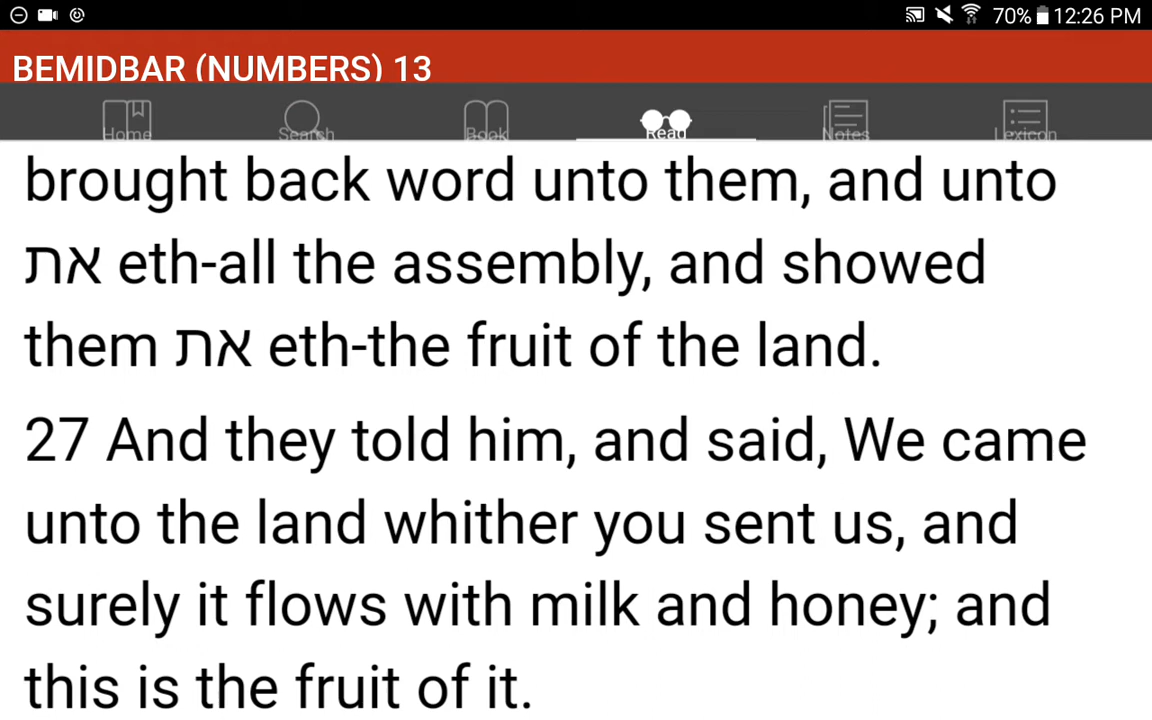 70% 12:26 PM
BEMIDBAR (NUMBERS) 13
Home Search Book Read Notes Lexicon
brought back word unto them, and unto
את eth-all the assembly, and showed
them את eth-the fruit of the land.
27 And they told him, and said, We came
unto the land whither you sent us, and
surely it flows with milk and honey; and
this is the fruit of it.